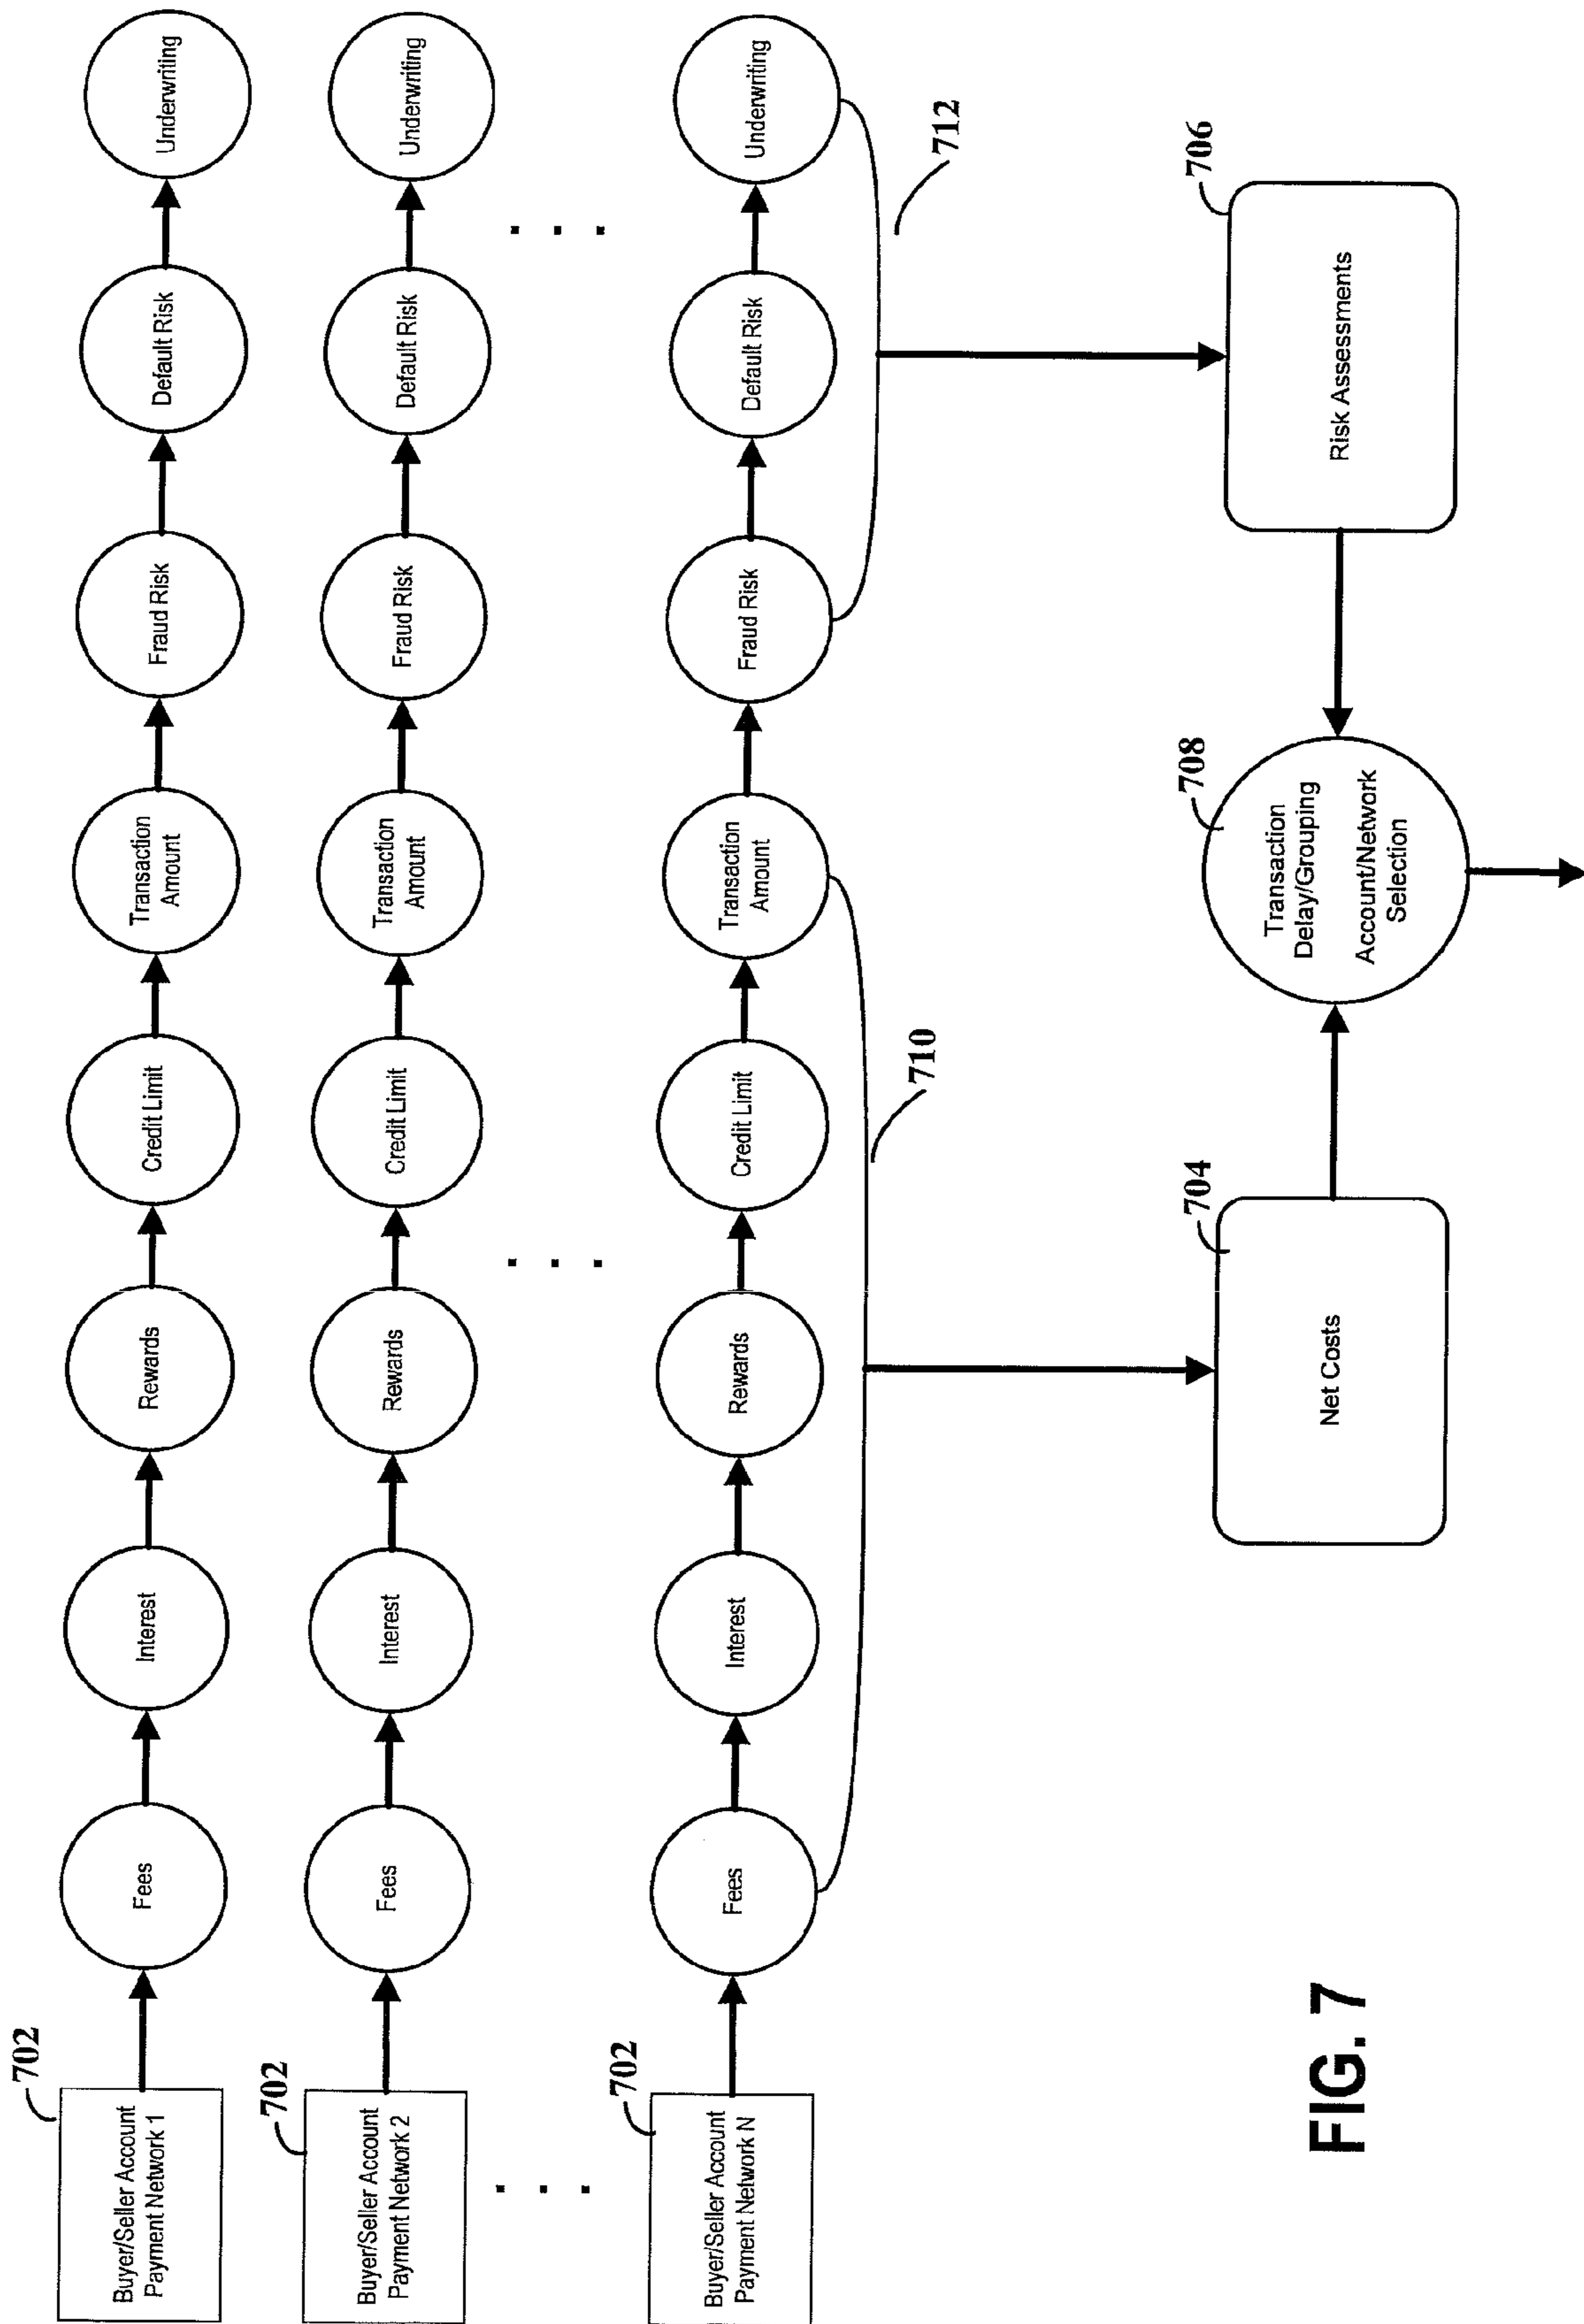 702
Buyer/Seller Account
Payment Network 1
Fees
Interest
Rewards
Credit Limit
Transaction
Amount
Fraud Risk
Default Risk
Underwriting
702
Buyer/Seller Account
Payment Network 2
Fees
Interest
Rewards
Credit Limit
Transaction
Amount
Fraud Risk
Default Risk
Underwriting
. . .
. . .
. . .
702
Buyer/Seller Account
Payment Network N
Fees
Interest
Rewards
Credit Limit
Transaction
Amount
Fraud Risk
Default Risk
Underwriting
710
712
704
Net Costs
708
Transaction
Delay/Grouping
Account/Network
Selection
706
Risk Assessments
FIG. 7